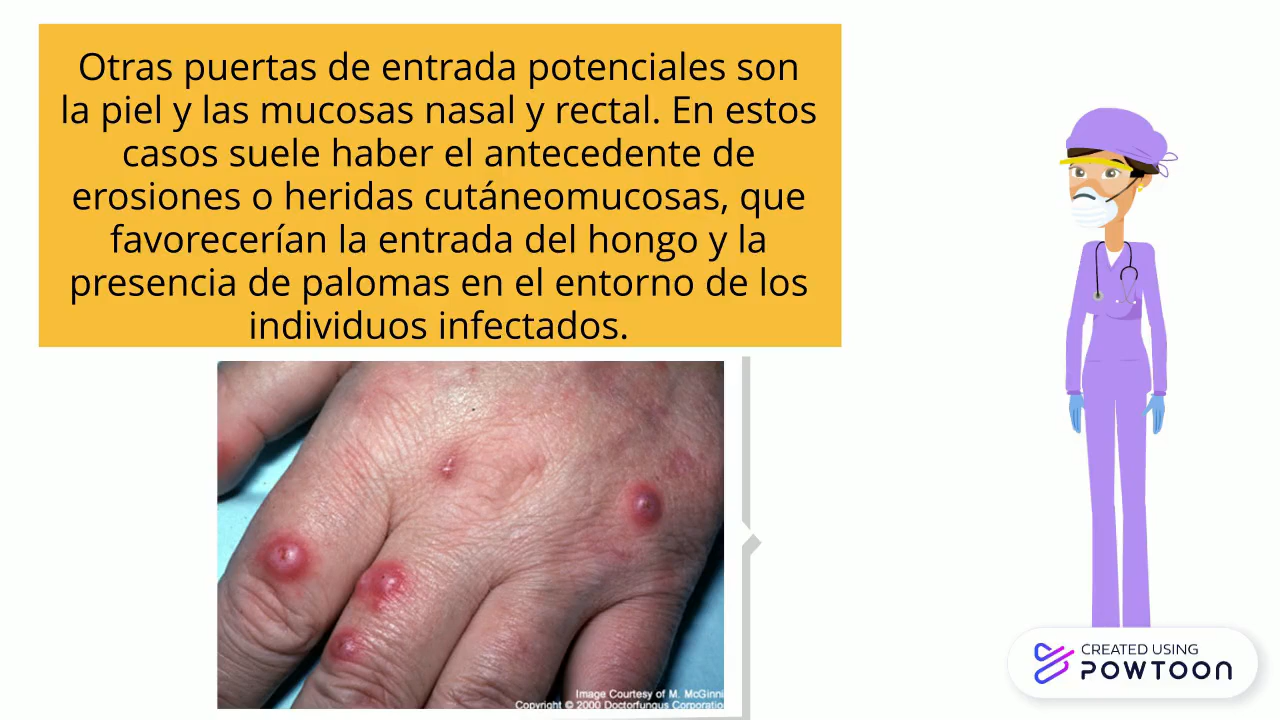 Otras puertas de entrada potenciales son
la piel y las mucosas nasal y rectal. En estos
casos suele haber el antecedente de
erosiones o heridas cutáneomucosas, que
favorecerían la entrada del hongo y la
presencia de palomas en el entorno de los
individuos infectados.
Image Courtesy of M. McGinni
Copyright © 2000 Doctorfungus Corporatio
CREATED USING
POWTOON